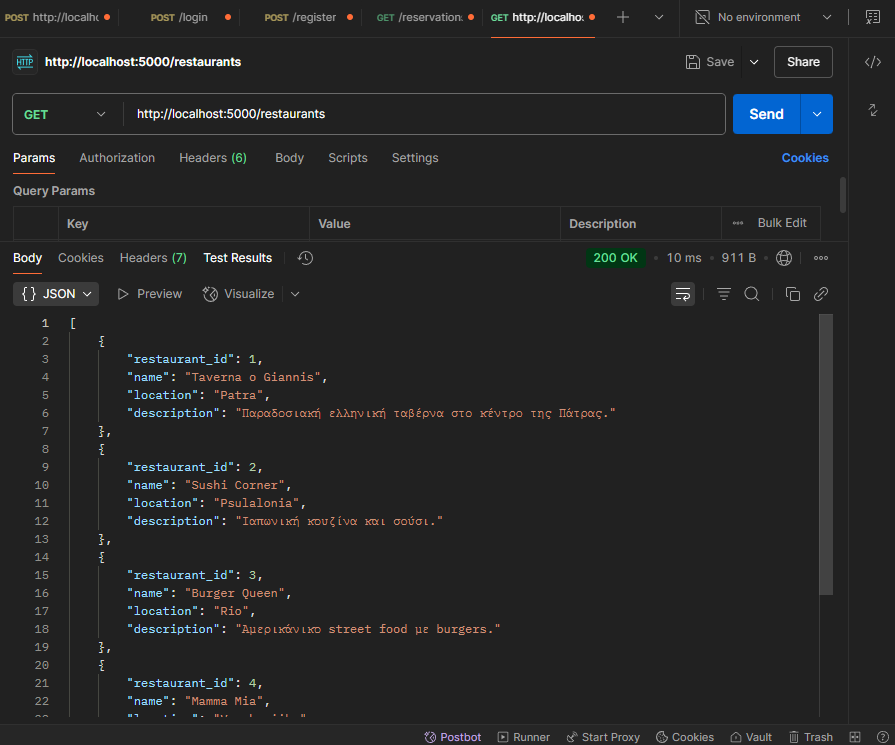 POST http://localh
POST /login
POST /register
GET /reservation
GET http://localho
No environment
HTTP http://localhost:5000/restaurants
Save
Share
GET
http://localhost:5000/restaurants
Send
Params Authorization Headers (6) Body Scripts Settings Cookies
Query Params
Key Value Description Bulk Edit
Body Cookies Headers (7) Test Results
200 OK • 10 ms • 911 B •
{} JSON Preview Visualize
1 [
2 {
3 "restaurant_id": 1,
4 "name": "Taverna o Giannis",
5 "location": "Patra",
6 "description": "Παραδοσιακή ελληνική ταβέρνα στο κέντρο της Πάτρας."
7 },
8 {
9 "restaurant_id": 2,
10 "name": "Sushi Corner",
11 "location": "Psulalonia",
12 "description": "Ιαπωνική κουζίνα και σούσι."
13 },
14 {
15 "restaurant_id": 3,
16 "name": "Burger Queen",
17 "location": "Rio",
18 "description": "Αμερικάνικο street food με burgers."
19 },
20 {
21 "restaurant_id": 4,
22 "name": "Mamma Mia",
Postbot Runner Start Proxy Cookies Vault Trash